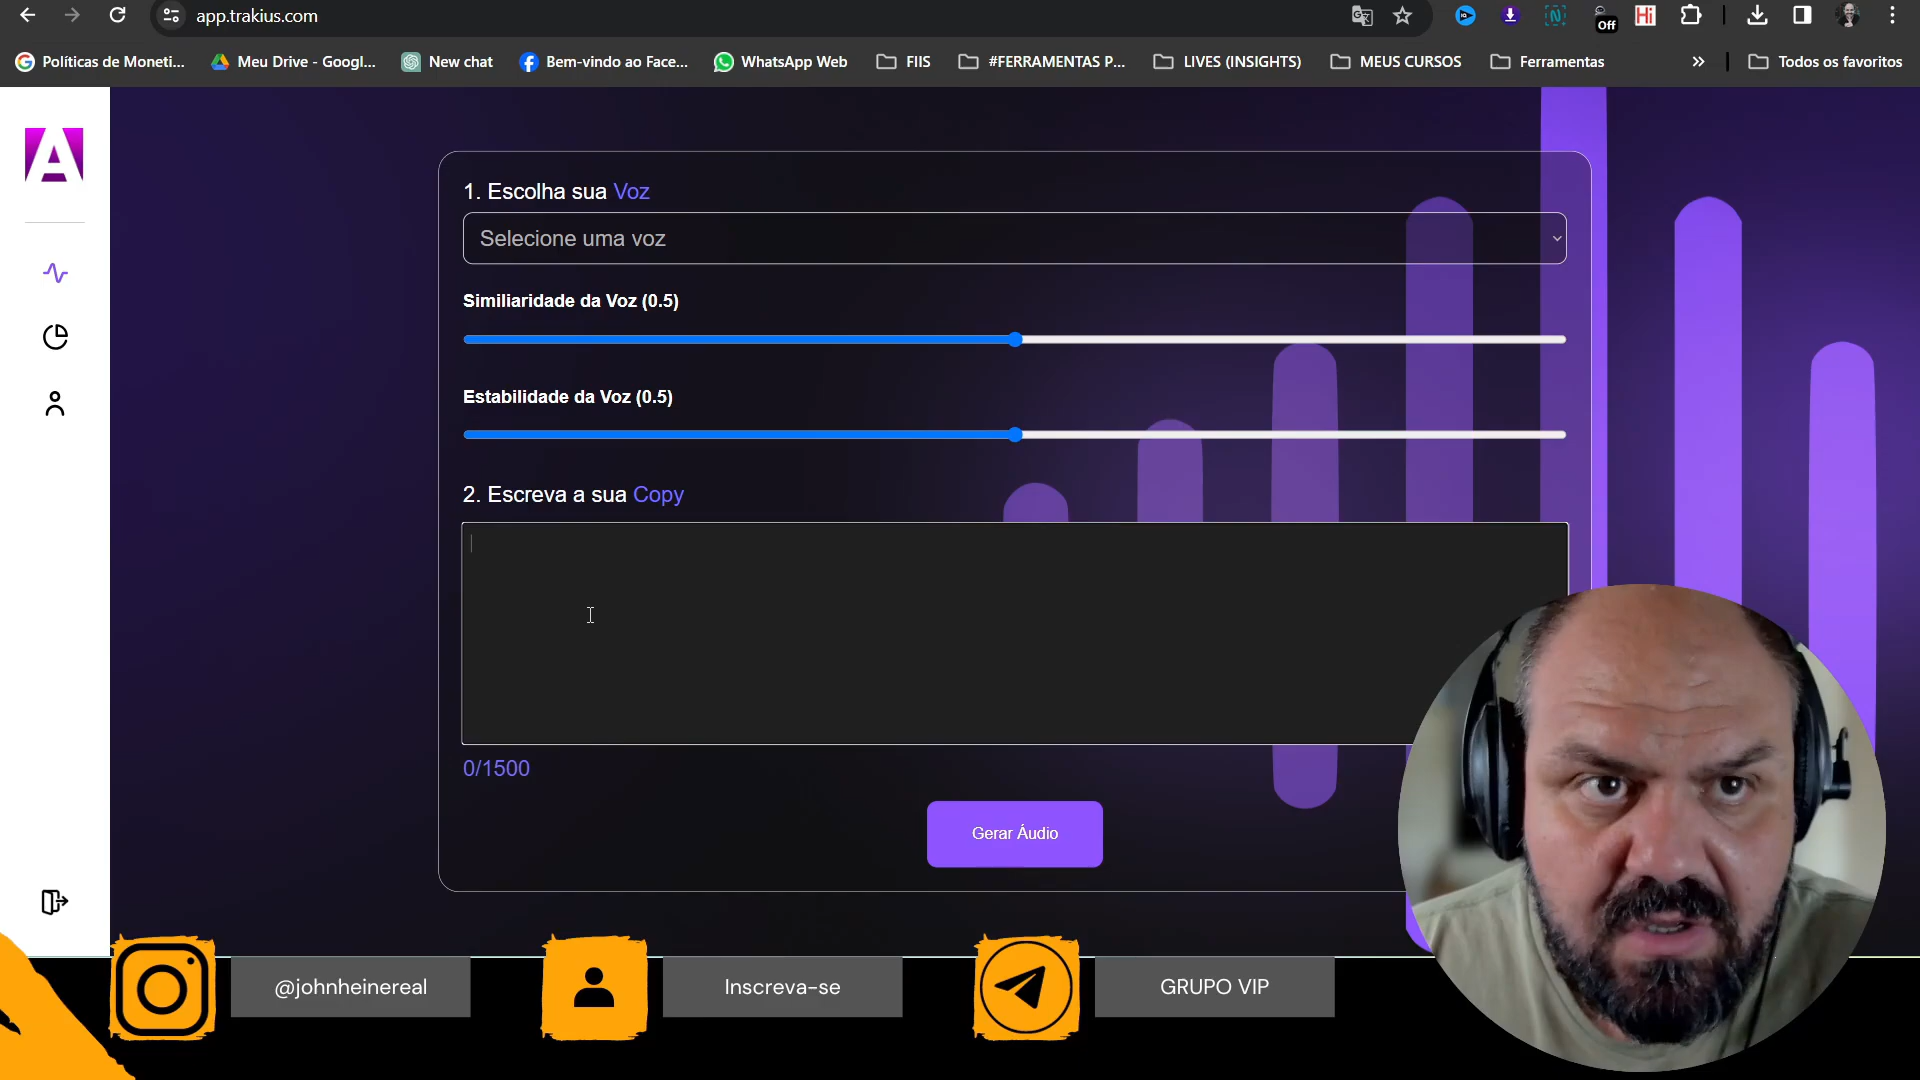 app.trakius.com
Off
Hi
Políticas de Moneti...
Meu Drive - Googl...
New chat
Bem-vindo ao Face...
WhatsApp Web
FIIS
#FERRAMENTAS P...
LIVES (INSIGHTS)
MEUS CURSOS
Ferramentas
»
Todos os favoritos
A
1. Escolha sua Voz
Selecione uma voz
Similiaridade da Voz (0.5)
Estabilidade da Voz (0.5)
2. Escreva a sua Copy
0/1500
Gerar Áudio
@johnheinereal
Inscreva-se
GRUPO VIP